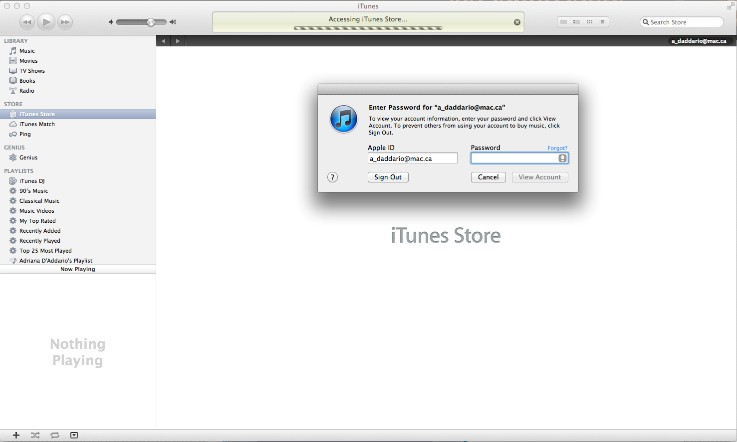 iTunes
Accessing iTunes Store...
Search Store
LIBRARY
Music
Movies
TV Shows
Books
Radio
STORE
iTunes Store
iTunes Match
Ping
GENIUS
Genius
PLAYLISTS
iTunes DJ
90's Music
Classical Music
Music Videos
My Top Rated
Recently Added
Recently Played
Top 25 Most Played
Adriana D'Addario's Playlist
Now Playing
Nothing
Playing
a_daddario@mac.ca
Enter Password for "a_daddario@mac.ca"
To view your account information, enter your password and click View
Account. To prevent others from using your account to buy music, click
Sign Out.
Apple ID
Password
Forgot?
a_daddario@mac.ca
?
Sign Out
Cancel
View Account
iTunes Store